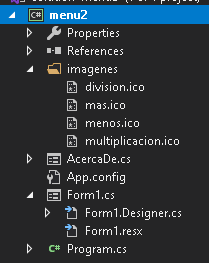 C# menu2
Properties
References
imagenes
division.ico
mas.ico
menos.ico
multiplicacion.ico
AcercaDe.cs
App.config
Form1.cs
Form1.Designer.cs
Form1.resx
C# Program.cs